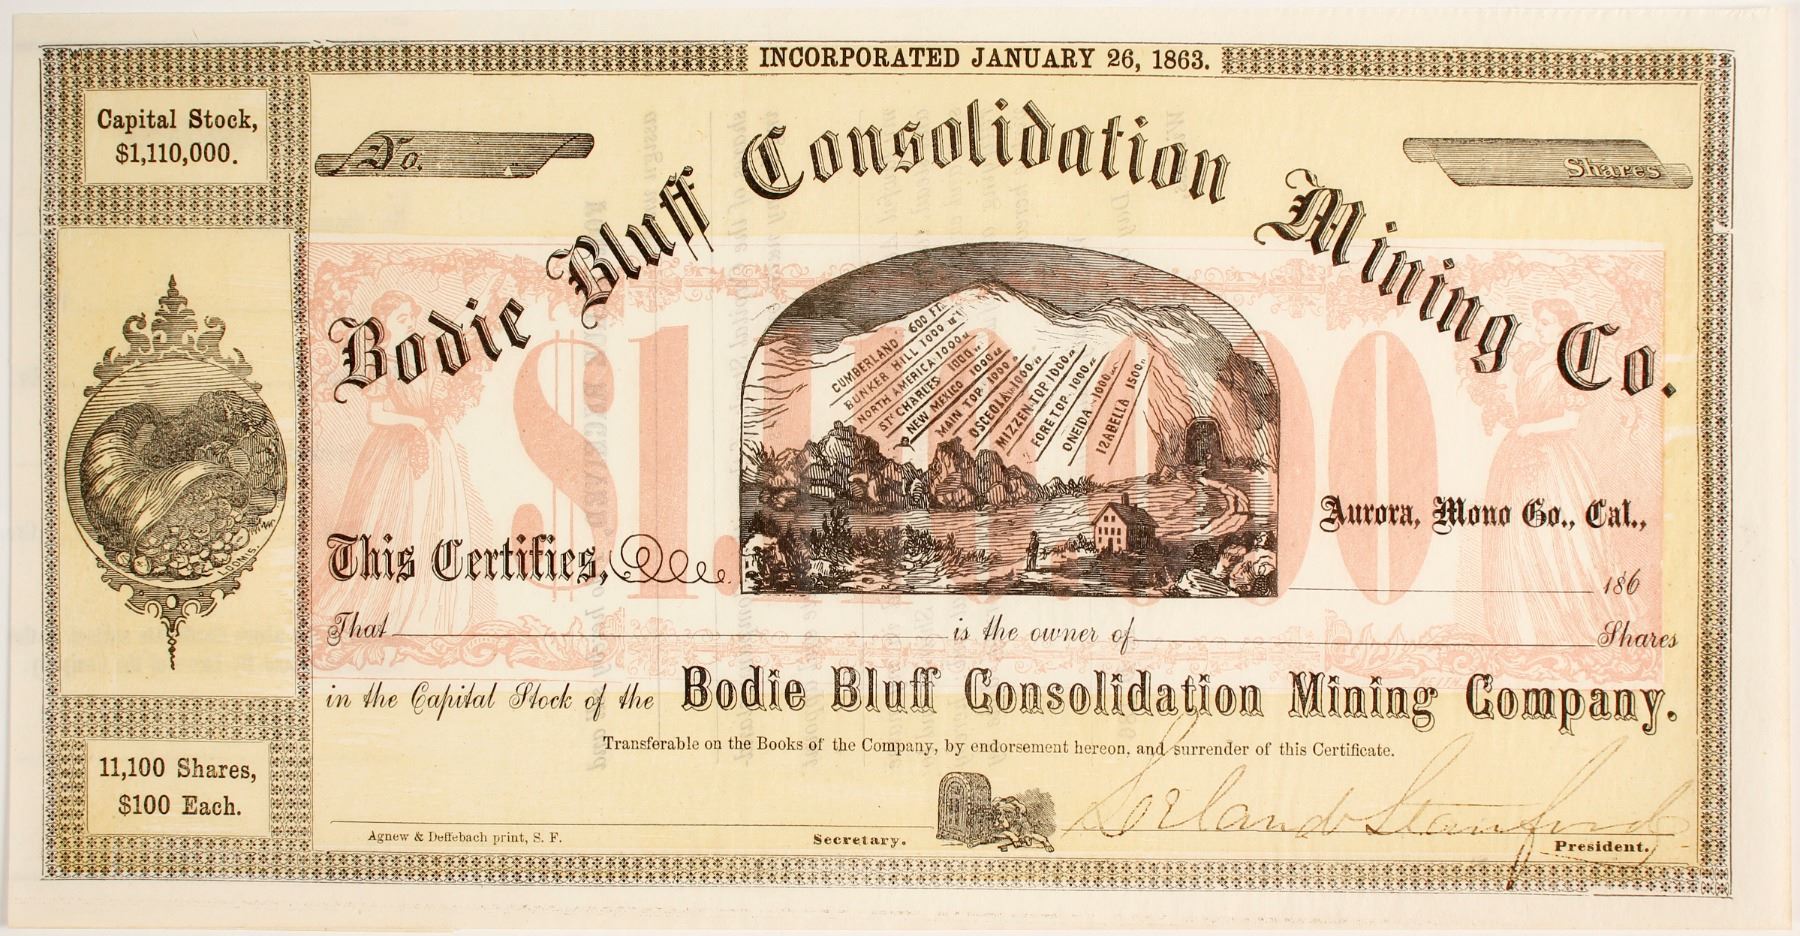 INCORPORATED JANUARY 26, 1863.
Capital Stock,
$1,110,000.
No.
Shares
Bodie Bluff Consolidation Mining Co.
$1,110,000
CUMBERLAND 600 Ft.
BUNKER HILL 1000 "
NORTH AMERICA 1000 "
ST CHARLES 1000 "
NEW MEXICO 1000 "
MAIN TOP 1000 "
OSCEOLA 1000 "
MIZZEN TOP 1000 "
FORE TOP 1000 "
ONEIDA 1000 "
IZABELLA 1500 "
Aurora, Mono Co., Cal.,
186
This Certifies,
That is the owner of Shares
in the Capital Stock of the Bodie Bluff Consolidation Mining Company.
Transferable on the Books of the Company, by endorsement hereon, and surrender of this Certificate.
11,100 Shares,
$100 Each.
Leland Stanford
Agnew & Deffebach print, S. F.
Secretary.
President.